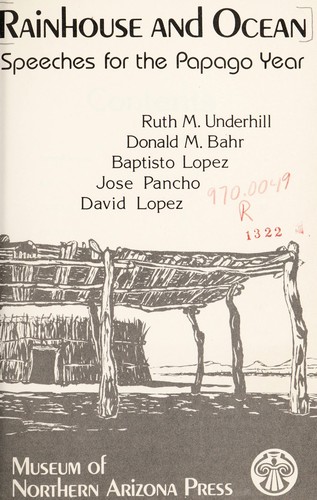 Rainhouse and Ocean
Speeches for the Papago Year
Ruth M. Underhill
Donald M. Bahr
Baptisto Lopez
Jose Pancho
David Lopez
970.0049
R
1322
Museum of
Northern Arizona Press